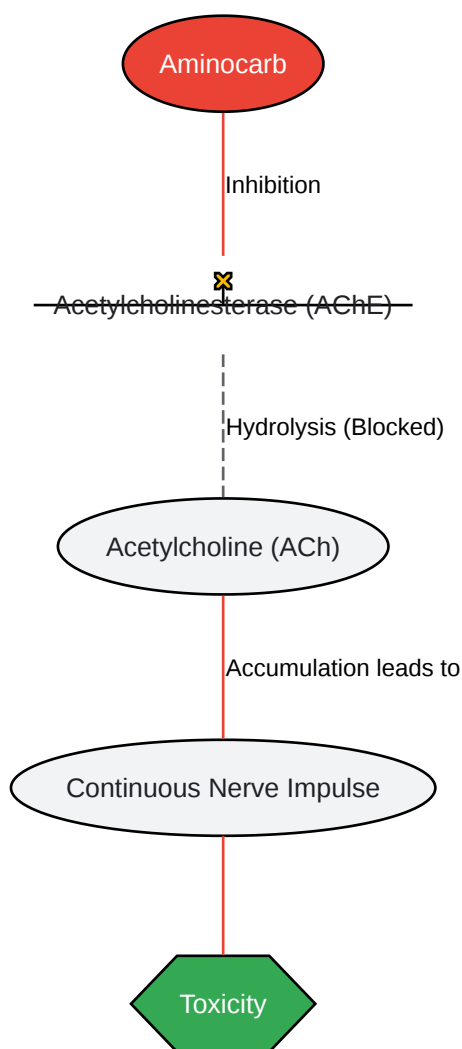 Aminocarb
Inhibition
Acetylcholinesterase (AChE)
Hydrolysis (Blocked)
Acetylcholine (ACh)
Accumulation leads to
Continuous Nerve Impulse
Toxicity